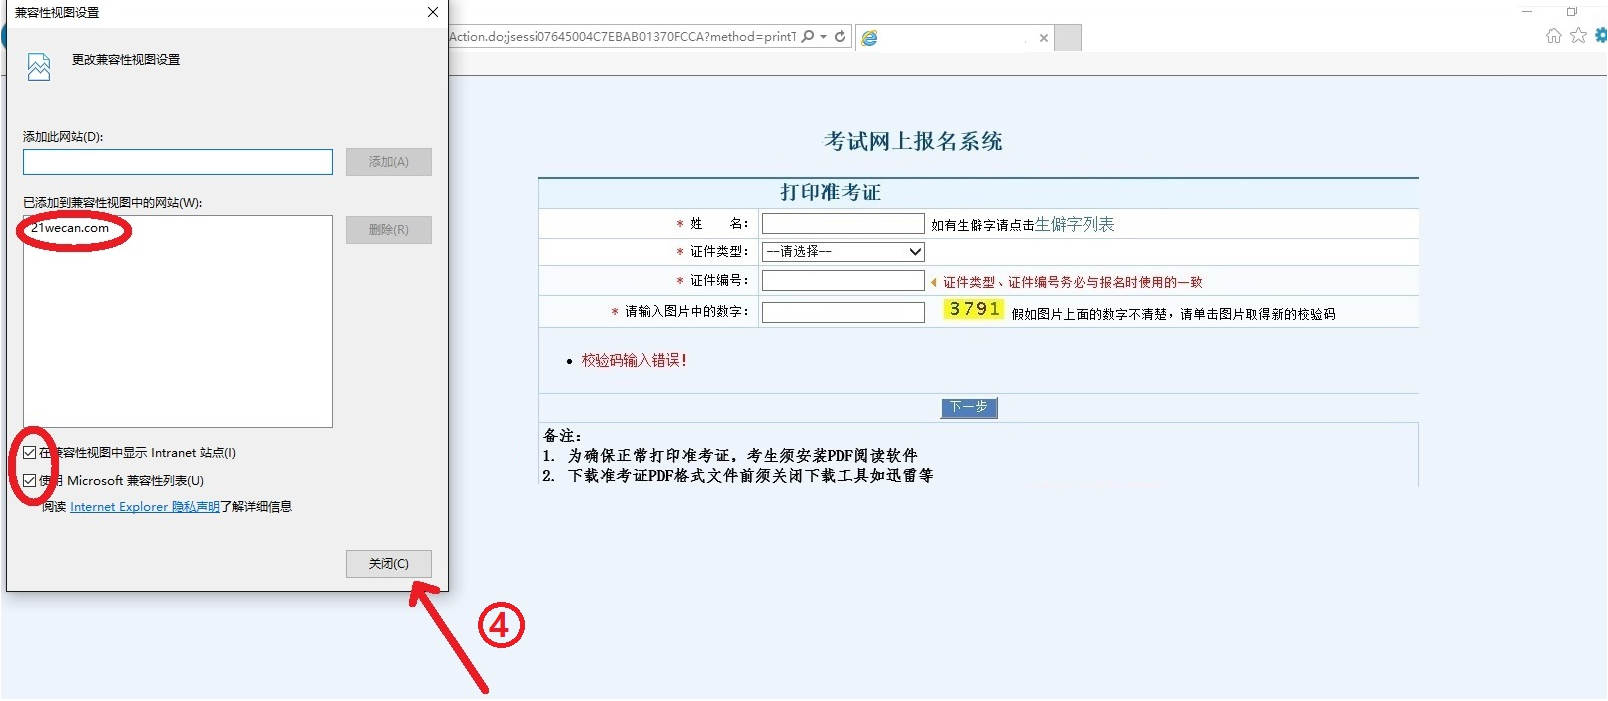 兼容性视图设置
更改兼容性视图设置
添加此网站(D):
添加(A)
已添加到兼容性视图中的网站(W):
21wecan.com
删除(R)
在兼容性视图中显示 Intranet 站点(I)
使用 Microsoft 兼容性列表(U)
阅读 Internet Explorer 隐私声明了解详细信息
关闭(C)
④
Action.do;jsessi07645004C7EBAB01370FCCA?method=printT
考试网上报名系统
打印准考证
* 姓 名: 如有生僻字请点击生僻字列表
* 证件类型: --请选择--
* 证件编号: 证件类型、证件编号务必与报名时使用的一致
* 请输入图片中的数字: 3791 假如图片上面的数字不清楚，请单击图片取得新的校验码
• 校验码输入错误!
下一步
备注:
1. 为确保正常打印准考证，考生须安装PDF阅读软件
2. 下载准考证PDF格式文件前须关闭下载工具如迅雷等